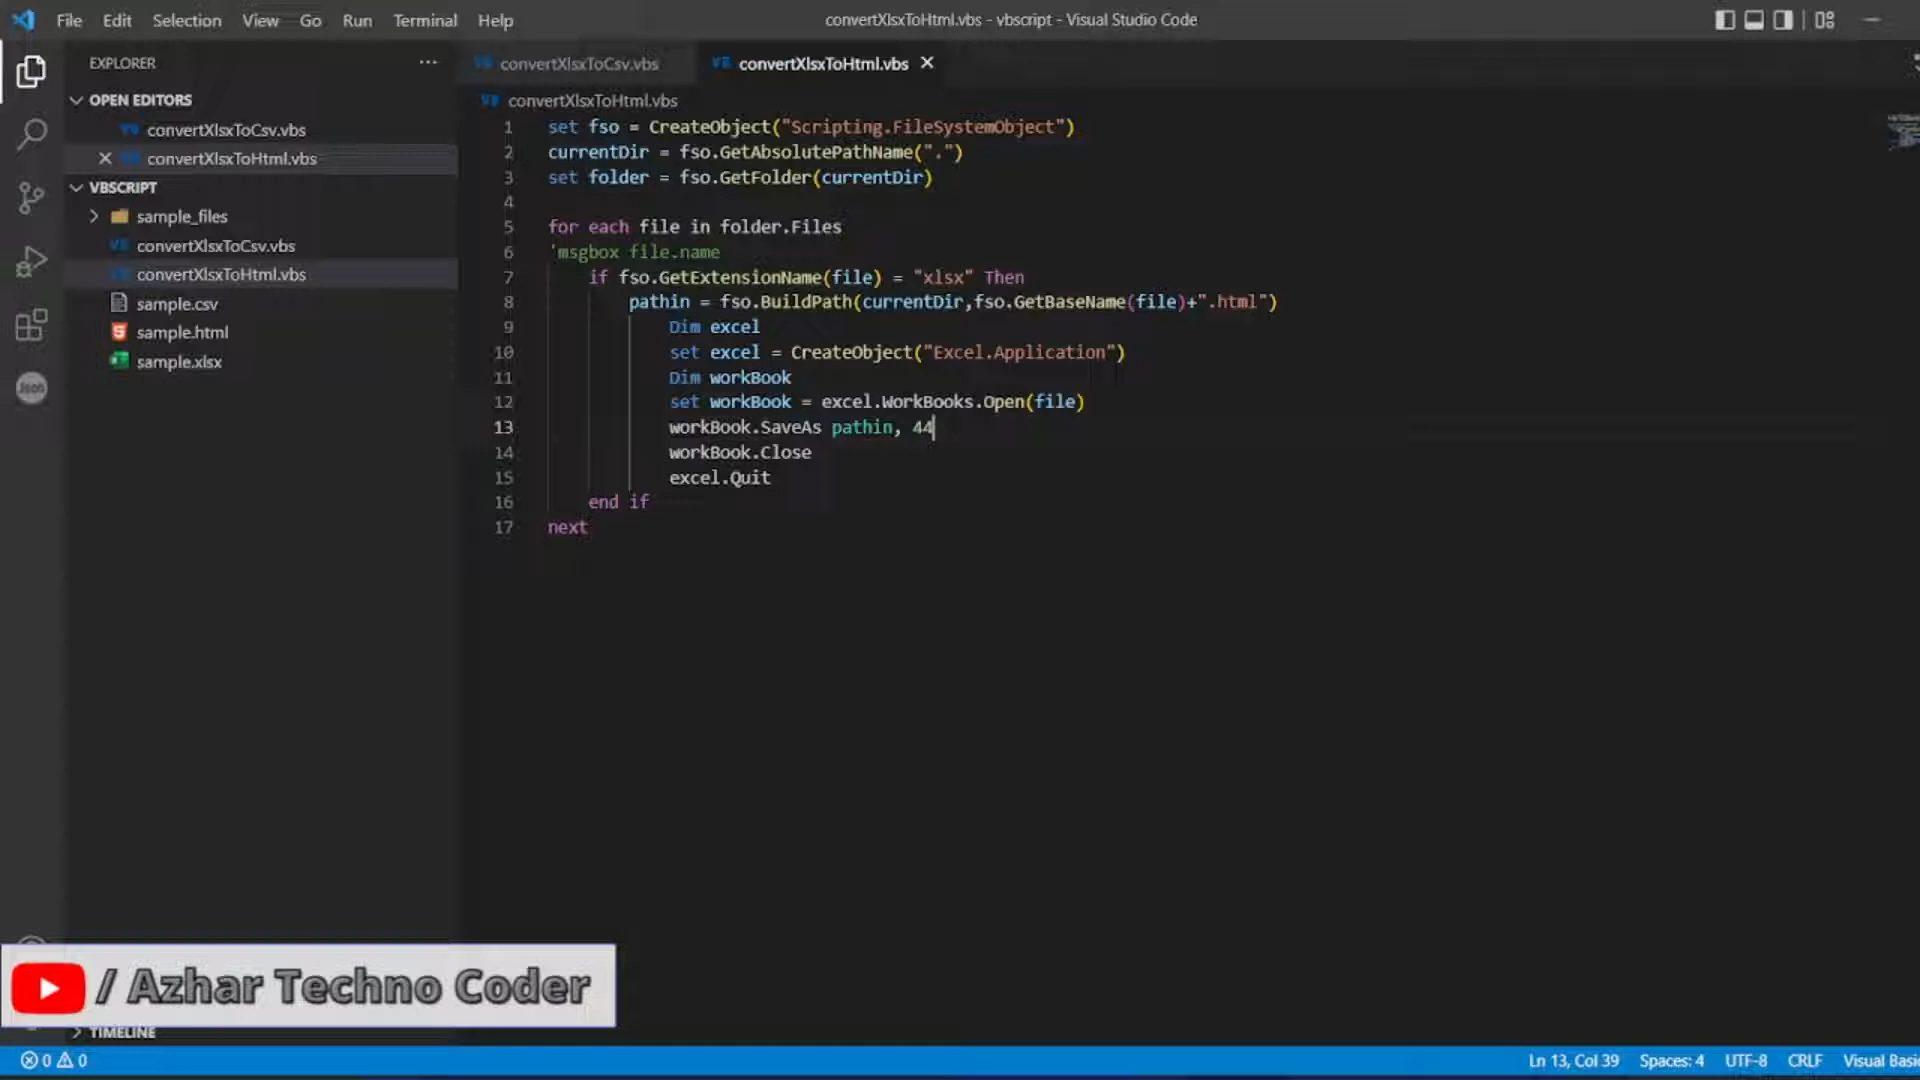 File Edit Selection View Go Run Terminal Help
convertXlsxToHtml.vbs - vbscript - Visual Studio Code
EXPLORER
OPEN EDITORS
convertXlsxToCsv.vbs
convertXlsxToHtml.vbs
VBSCRIPT
sample_files
convertXlsxToCsv.vbs
convertXlsxToHtml.vbs
sample.csv
sample.html
sample.xlsx
Json
TIMELINE
convertXlsxToCsv.vbs
convertXlsxToHtml.vbs
convertXlsxToHtml.vbs
1 set fso = CreateObject("Scripting.FileSystemObject")
2 currentDir = fso.GetAbsolutePathName(".")
3 set folder = fso.GetFolder(currentDir)
4
5 for each file in folder.Files
6 'msgbox file.name
7 if fso.GetExtensionName(file) = "xlsx" Then
8 pathin = fso.BuildPath(currentDir,fso.GetBaseName(file)+".html")
9 Dim excel
10 set excel = CreateObject("Excel.Application")
11 Dim workBook
12 set workBook = excel.WorkBooks.Open(file)
13 workBook.SaveAs pathin, 44
14 workBook.Close
15 excel.Quit
16 end if
17 next
/ Azhar Techno Coder
0 0
Ln 13, Col 39 Spaces: 4 UTF-8 CRLF Visual Basi